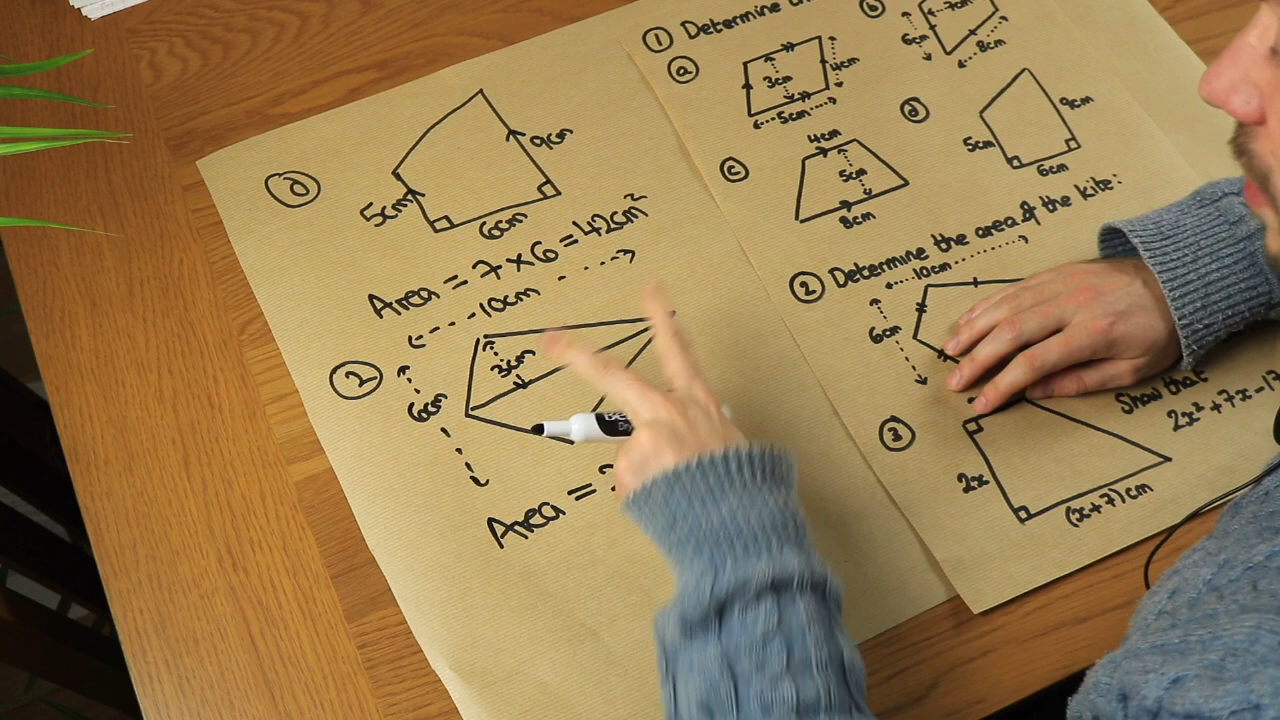 d
5cm
9cm
6cm
Area = 7 × 6 = 42cm²
10cm
2
6cm
3cm
Area =
1 Determine
a
3cm
4cm
5cm
b
7cm
6cm
8cm
c
4cm
5cm
8cm
d
9cm
5cm
6cm
2 Determine the area of the kite:
10cm
6cm
3
Show that
2x² + 7x
2x
(x+7)cm